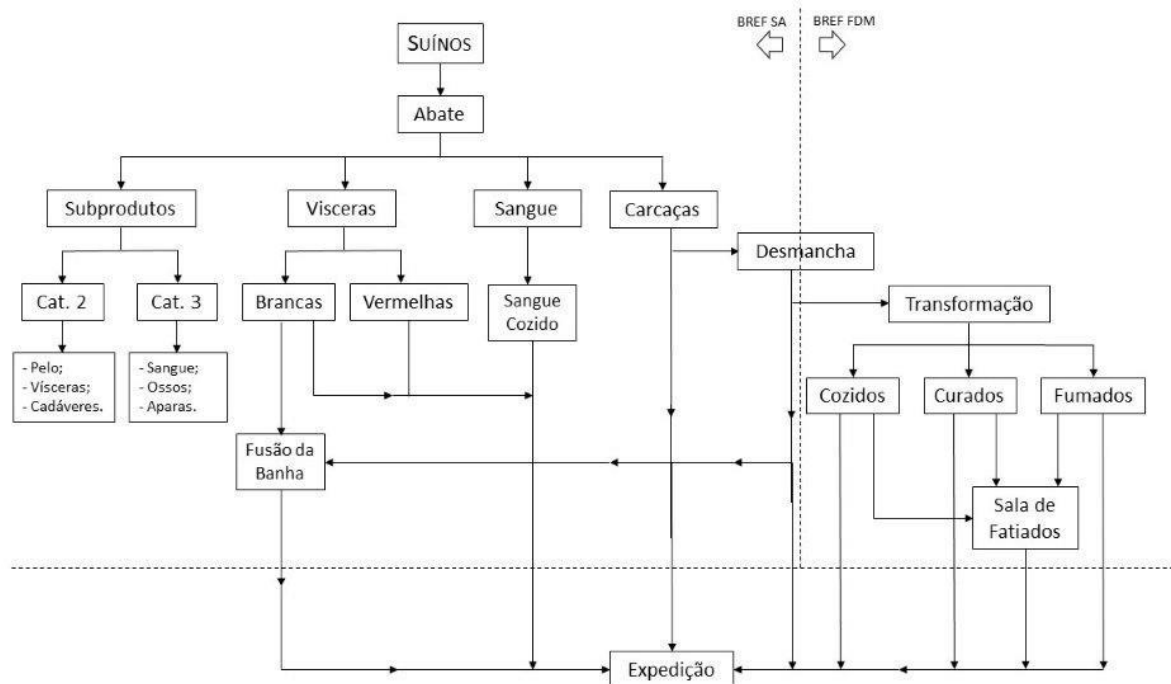 BREF SA
BREF FDM
SUÍNOS
Abate
Subprodutos
Visceras
Sangue
Carcaças
Desmancha
Cat. 2
Cat. 3
Brancas
Vermelhas
Sangue
Cozido
Transformação
- Pelo;
- Vísceras;
- Cadáveres.
- Sangue;
- Ossos;
- Aparas.
Cozidos
Curados
Fumados
Fusão da
Banha
Sala de
Fatiados
Expedição